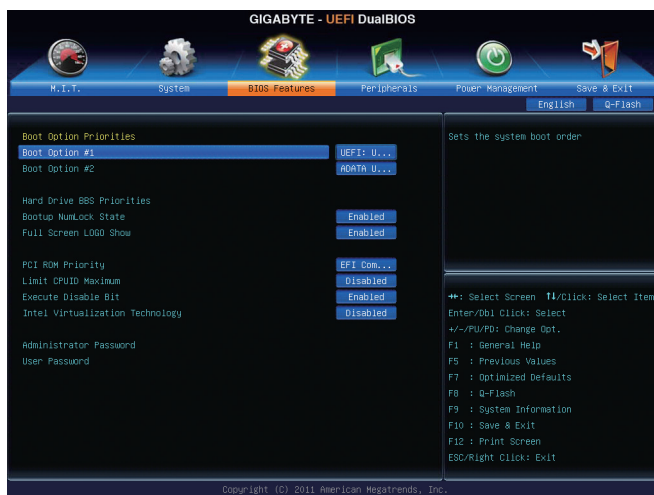 GIGABYTE - UEFI DualBIOS
M.I.T. System BIOS Features Peripherals Power Management Save & Exit
English Q-Flash
Boot Option Priorities
Boot Option #1 UEFI: U...
Boot Option #2 ADATA U...
Hard Drive BBS Priorities
Bootup NumLock State Enabled
Full Screen LOGO Show Enabled
PCI ROM Priority EFI Com...
Limit CPUID Maximum Disabled
Execute Disable Bit Enabled
Intel Virtualization Technology Disabled
Administrator Password
User Password
Sets the system boot order
→←: Select Screen ↑↓/Click: Select Item
Enter/Dbl Click: Select
+/-/PU/PD: Change Opt.
F1 : General Help
F5 : Previous Values
F7 : Optimized Defaults
F8 : Q-Flash
F9 : System Information
F10 : Save & Exit
F12 : Print Screen
ESC/Right Click: Exit
Copyright (C) 2011 American Megatrends, Inc.